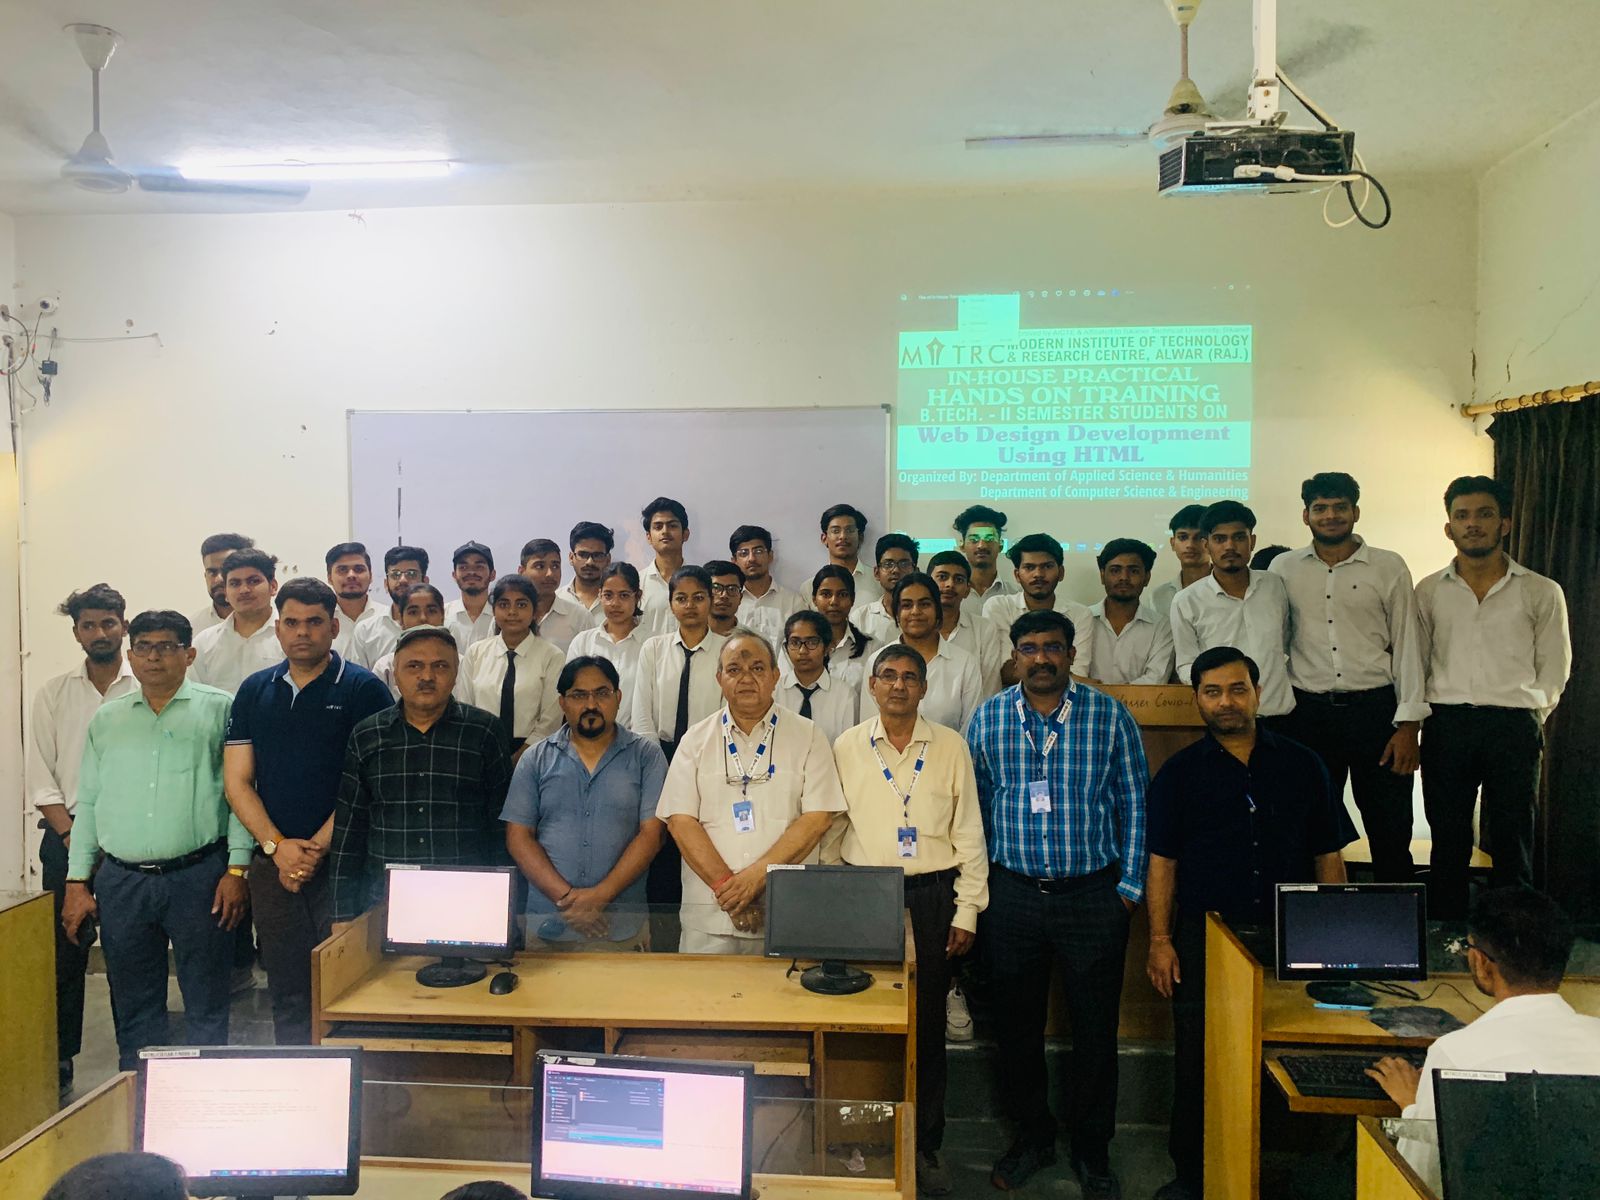 MITRC
MODERN INSTITUTE OF TECHNOLOGY
& RESEARCH CENTRE, ALWAR (RAJ.)
IN-HOUSE PRACTICAL
HANDS ON TRAINING
B.TECH. - II SEMESTER STUDENTS ON
Web Design Development
Using HTML
Organized By: Department of Applied Science & Humanities
Department of Computer Science & Engineering